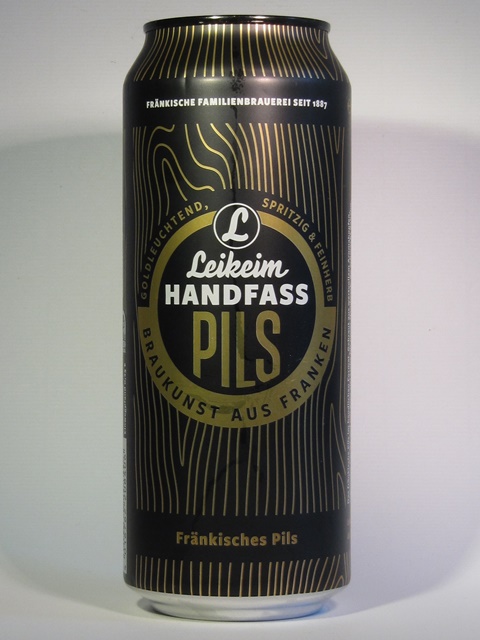 FRÄNKISCHE FAMILIENBRAUEREI SEIT 1887
GOLDLEUCHTEND, SPRITZIG & FEINHERB
L
Leikeim
HANDFASS
PILS
BRAUKUNST AUS FRANKEN
Fränkisches Pils